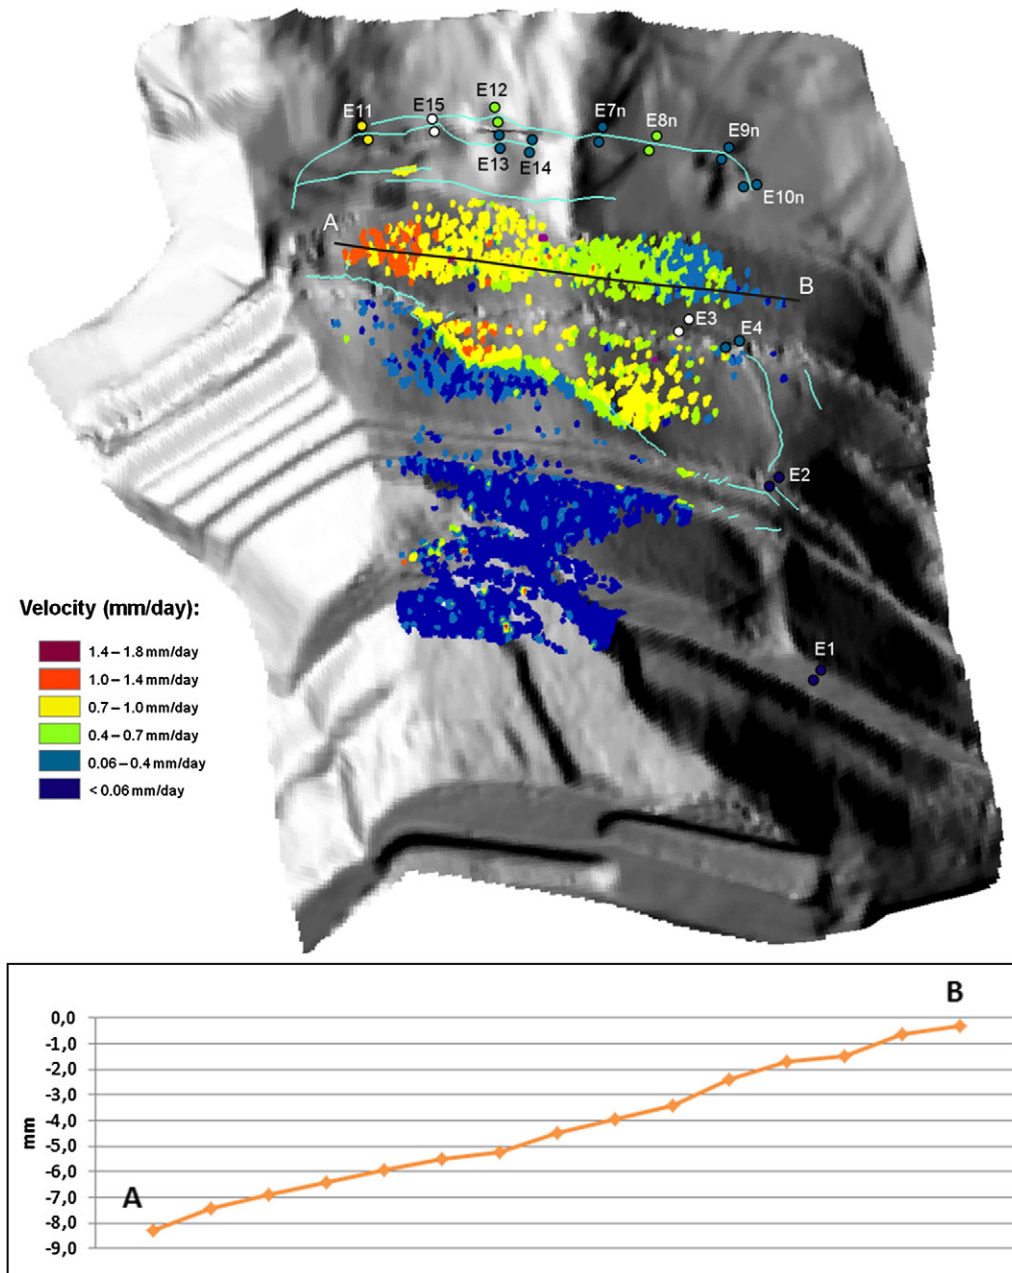 E12
E11
E15
E7n
E8n
E9n
E13
E14
E10n
A
B
E3
E4
E2
E1
Velocity (mm/day):
1.4 – 1.8 mm/day
1.0 – 1.4 mm/day
0.7 – 1.0 mm/day
0.4 – 0.7 mm/day
0.06 – 0.4 mm/day
< 0.06 mm/day
B
0,0
-1,0
-2,0
-3,0
-4,0
-5,0
-6,0
-7,0
-8,0
-9,0
mm
A